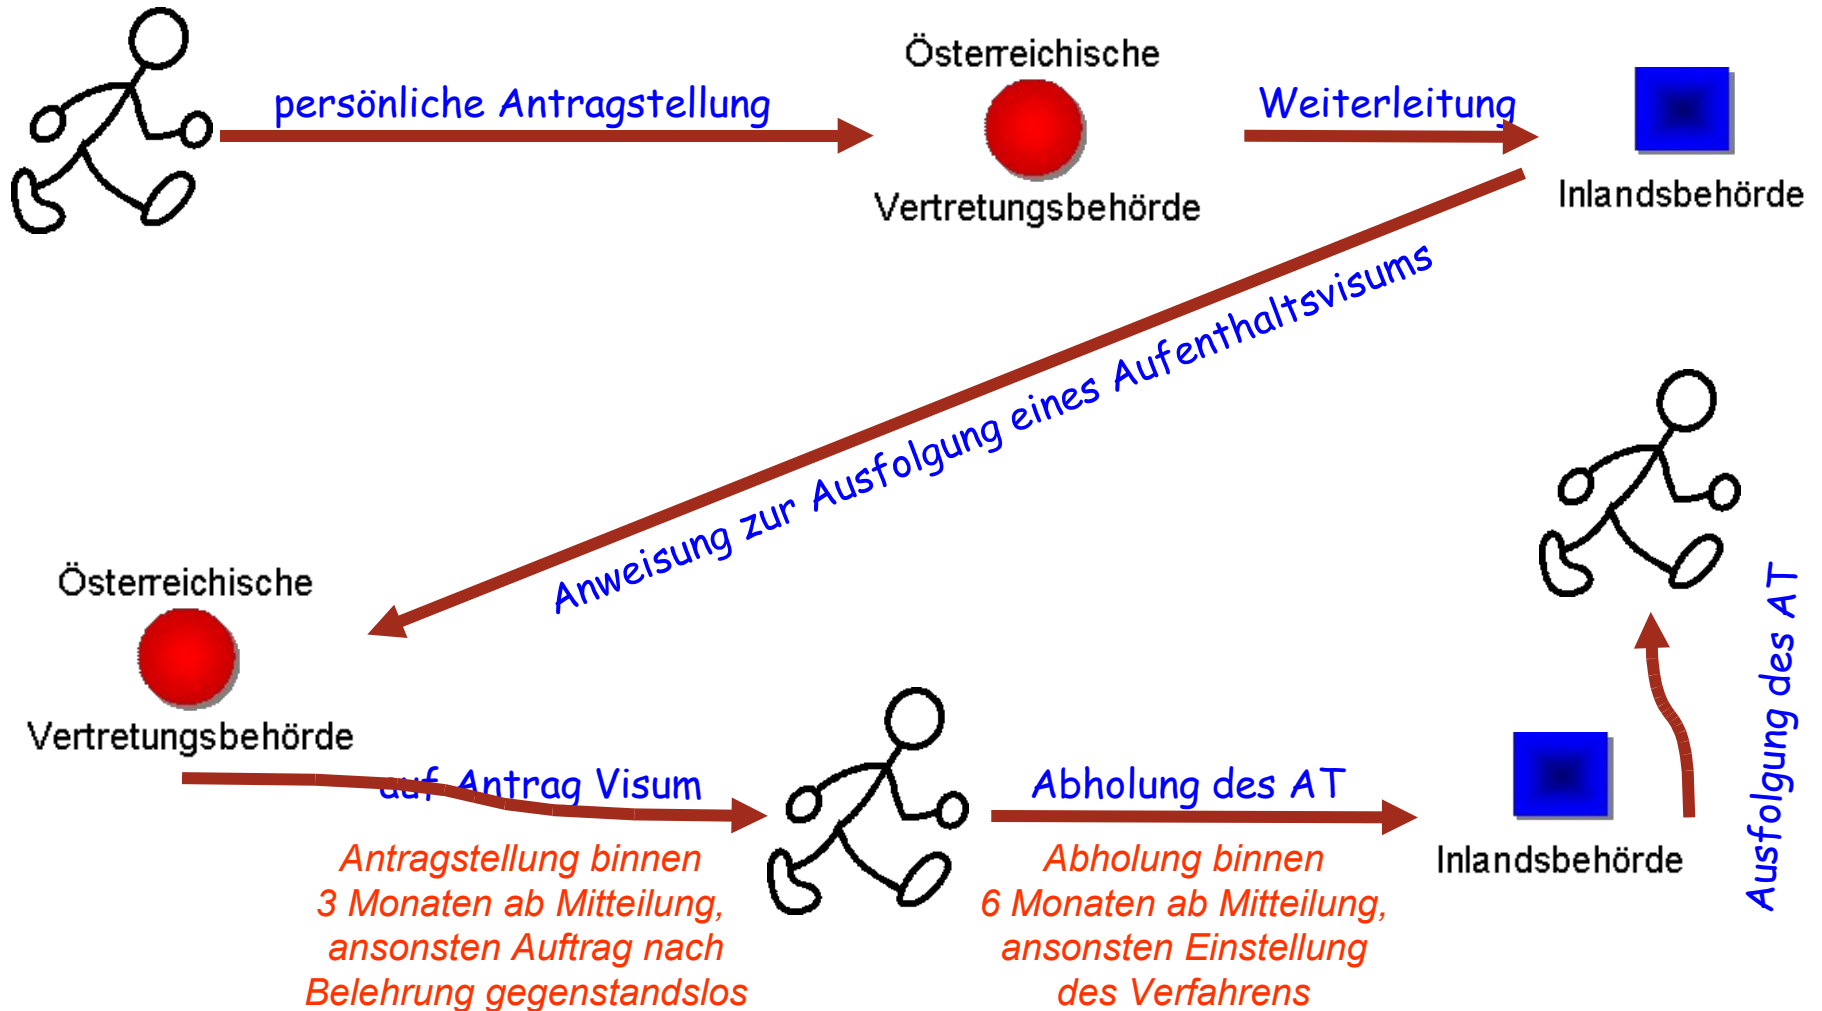 persönliche Antragstellung
Österreichische
Vertretungsbehörde
Weiterleitung
Inlandsbehörde
Anweisung zur Ausfolgung eines Aufenthaltsvisums
Österreichische
Vertretungsbehörde
auf Antrag Visum
Antragstellung binnen
3 Monaten ab Mitteilung,
ansonsten Auftrag nach
Belehrung gegenstandslos
Abholung des AT
Abholung binnen
6 Monaten ab Mitteilung,
ansonsten Einstellung
des Verfahrens
Inlandsbehörde
Ausfolgung des AT